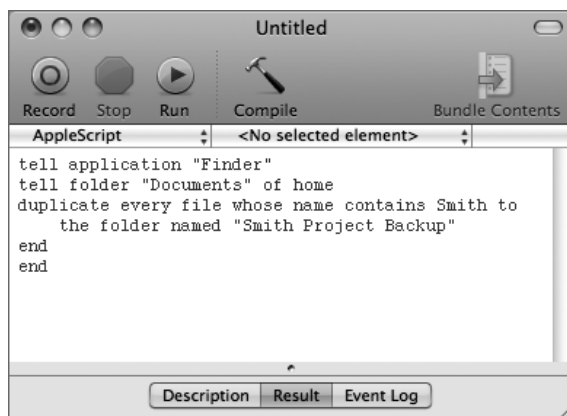 Untitled
Record Stop Run Compile Bundle Contents
AppleScript <No selected element>
tell application "Finder"
tell folder "Documents" of home
duplicate every file whose name contains Smith to
the folder named "Smith Project Backup"
end
end
Description Result Event Log